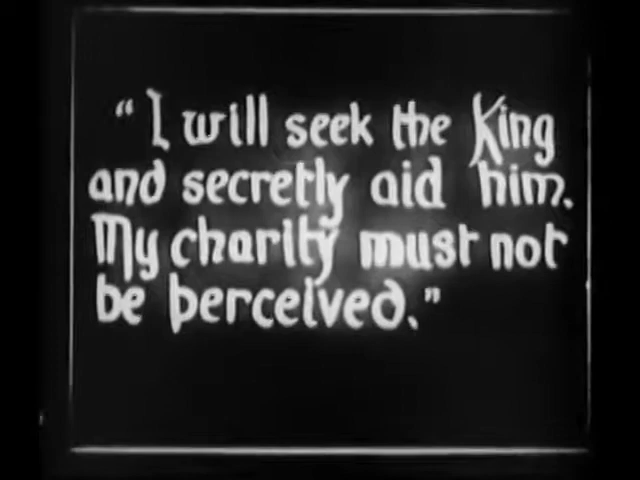 “I will seek the King
and secretly aid him.
My charity must not
be perceived.”